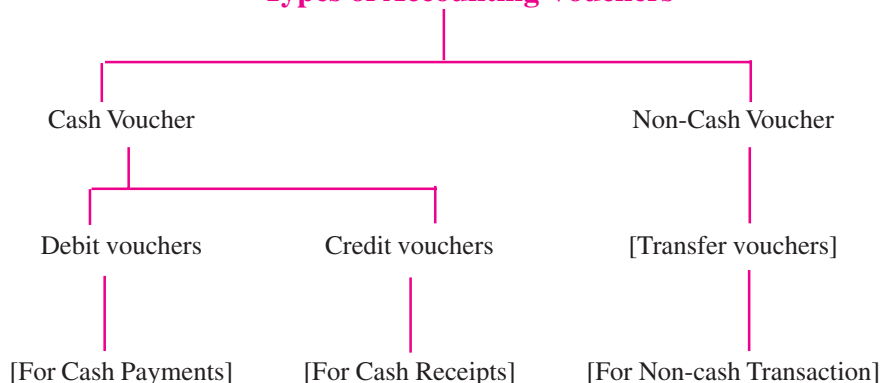 Types of Accounting Vouchers
Cash Voucher Non-Cash Voucher
Debit vouchers Credit vouchers [Transfer vouchers]
[For Cash Payments] [For Cash Receipts] [For Non-cash Transaction]